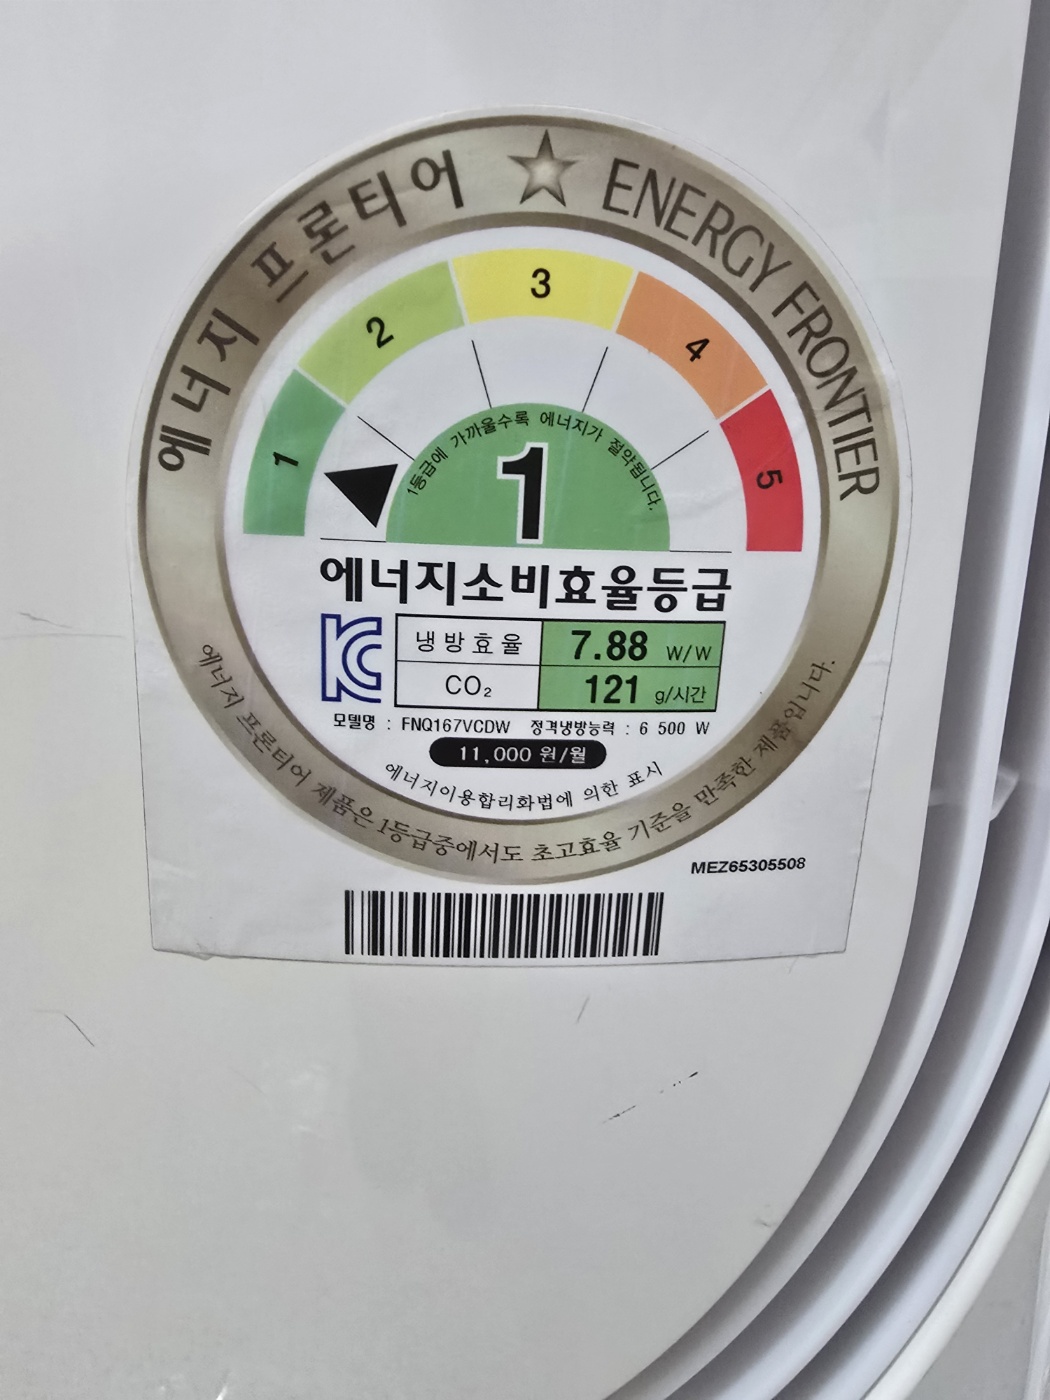 에너지 프론티어 ☆ ENERGY FRONTIER
1 2 3 4 5
1등급에 가까울수록 에너지가 절약됩니다.
1
에너지소비효율등급
냉방효율 7.88 W/W
CO₂ 121 g/시간
모델명 : FNQ167VCDW 정격냉방능력 : 6 500 W
11,000 원/월
에너지이용합리화법에 의한 표시
에너지 프론티어 제품은 1등급중에서도 초고효율 기준을 만족한 제품입니다.
MEZ65305508